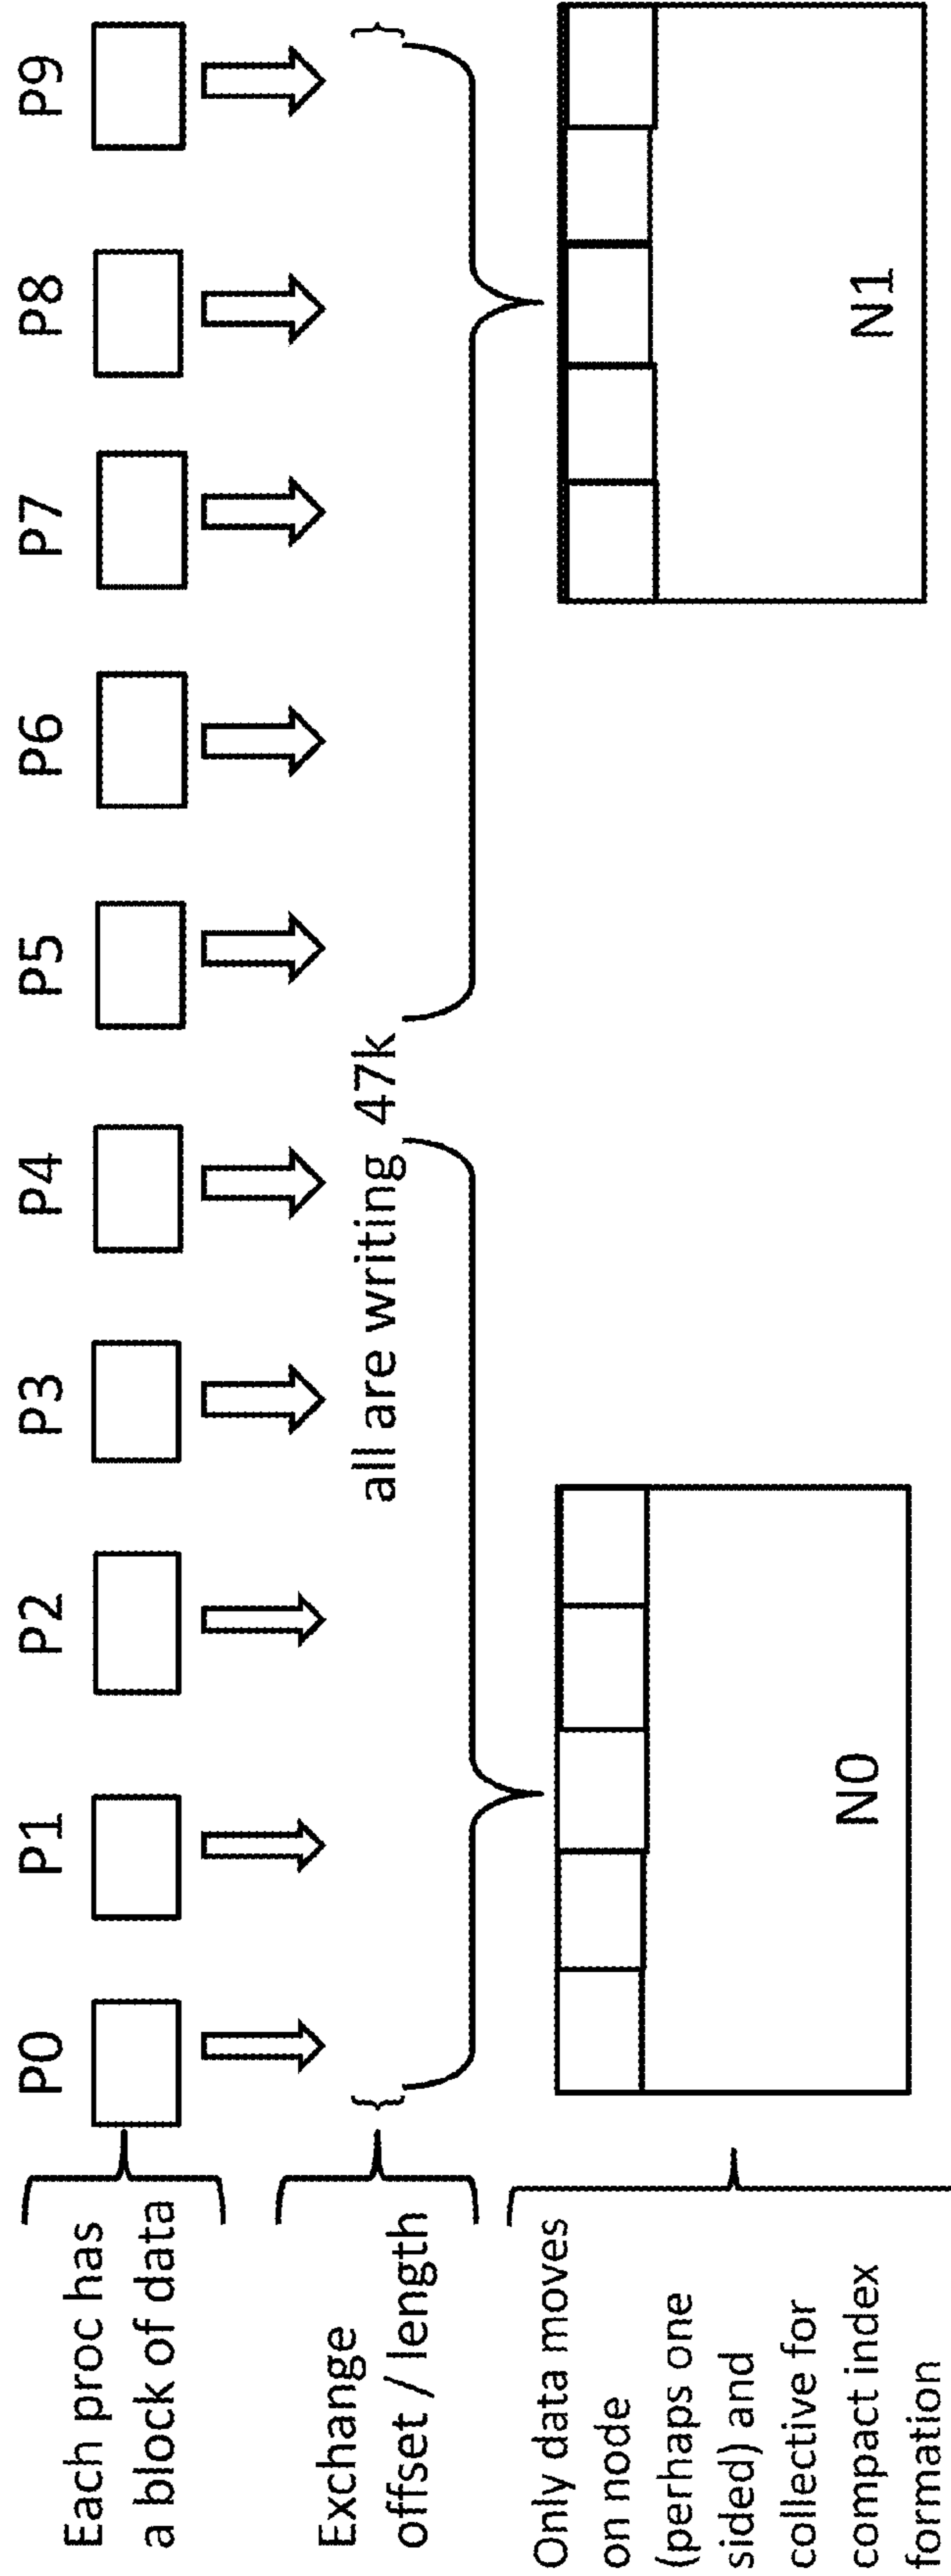 P0 P1 P2 P3 P4 P5 P6 P7 P8 P9
Each proc has
a block of data
Exchange
offset / length
all are writing 47k
Only data moves
on node
(perhaps one
sided) and
collective for
compact index
formation
N0
N1